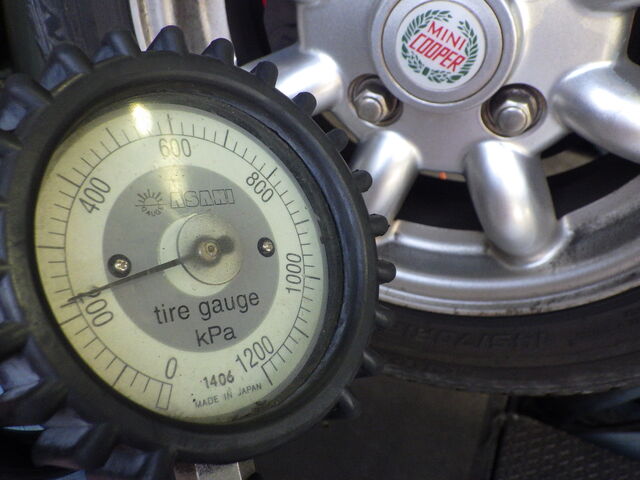 MINI
COOPER
600
400
800
ASAHI
200
1000
tire gauge
kPa
0
1200
1406
MADE IN JAPAN